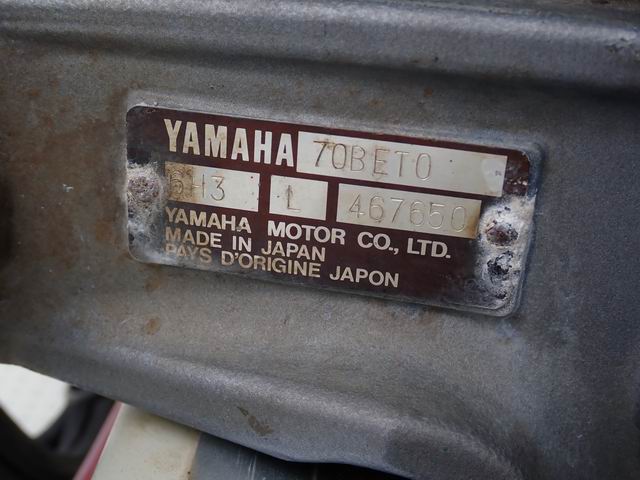 YAMAHA 70BETO
6H3 L 467650
YAMAHA MOTOR CO., LTD.
MADE IN JAPAN
PAYS D'ORIGINE JAPON